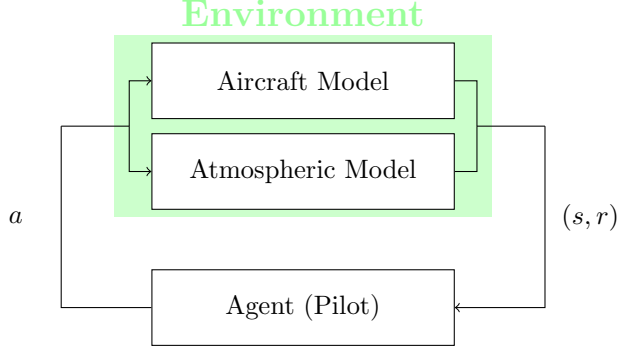 Environment
Aircraft Model
Atmospheric Model
a
(s, r)
Agent (Pilot)